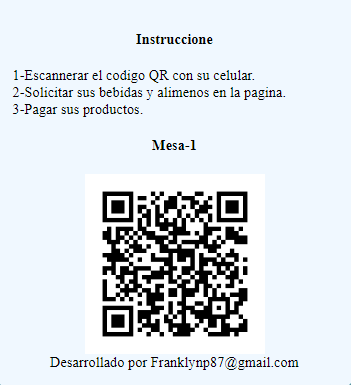 Instruccione
1-Escannerar el codigo QR con su celular.
2-Solicitar sus bebidas y alimenos en la pagina.
3-Pagar sus productos.
Mesa-1
Desarrollado por Franklynp87@gmail.com